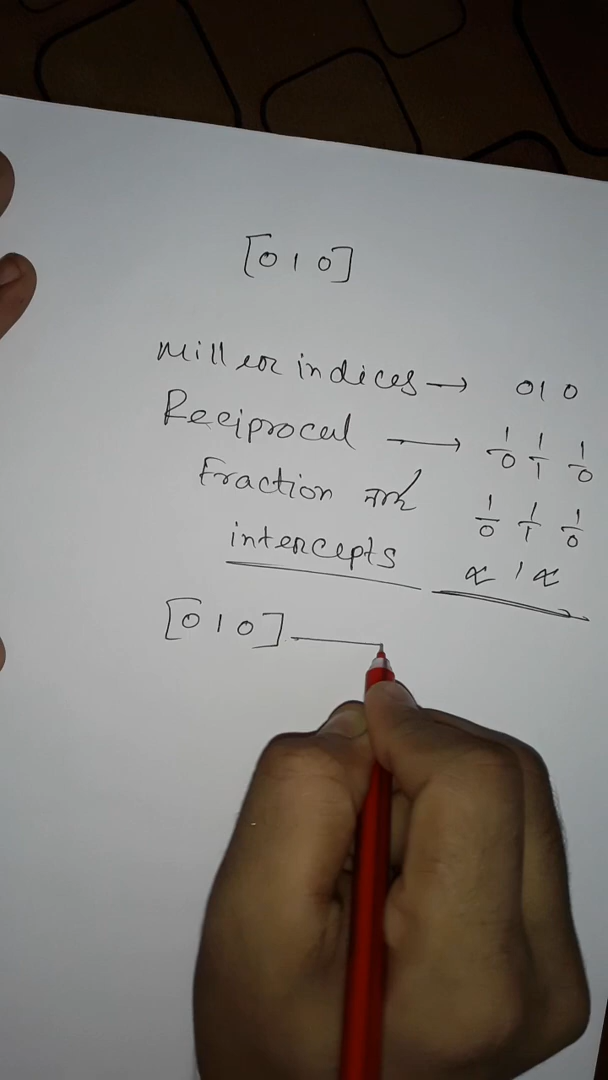 [0 1 0]
Miller indices → 0 1 0
Reciprocal → 1/0 1/1 1/0
Fraction 1/0 1/1 1/0
intercepts ∝ 1 ∝
[0 1 0]